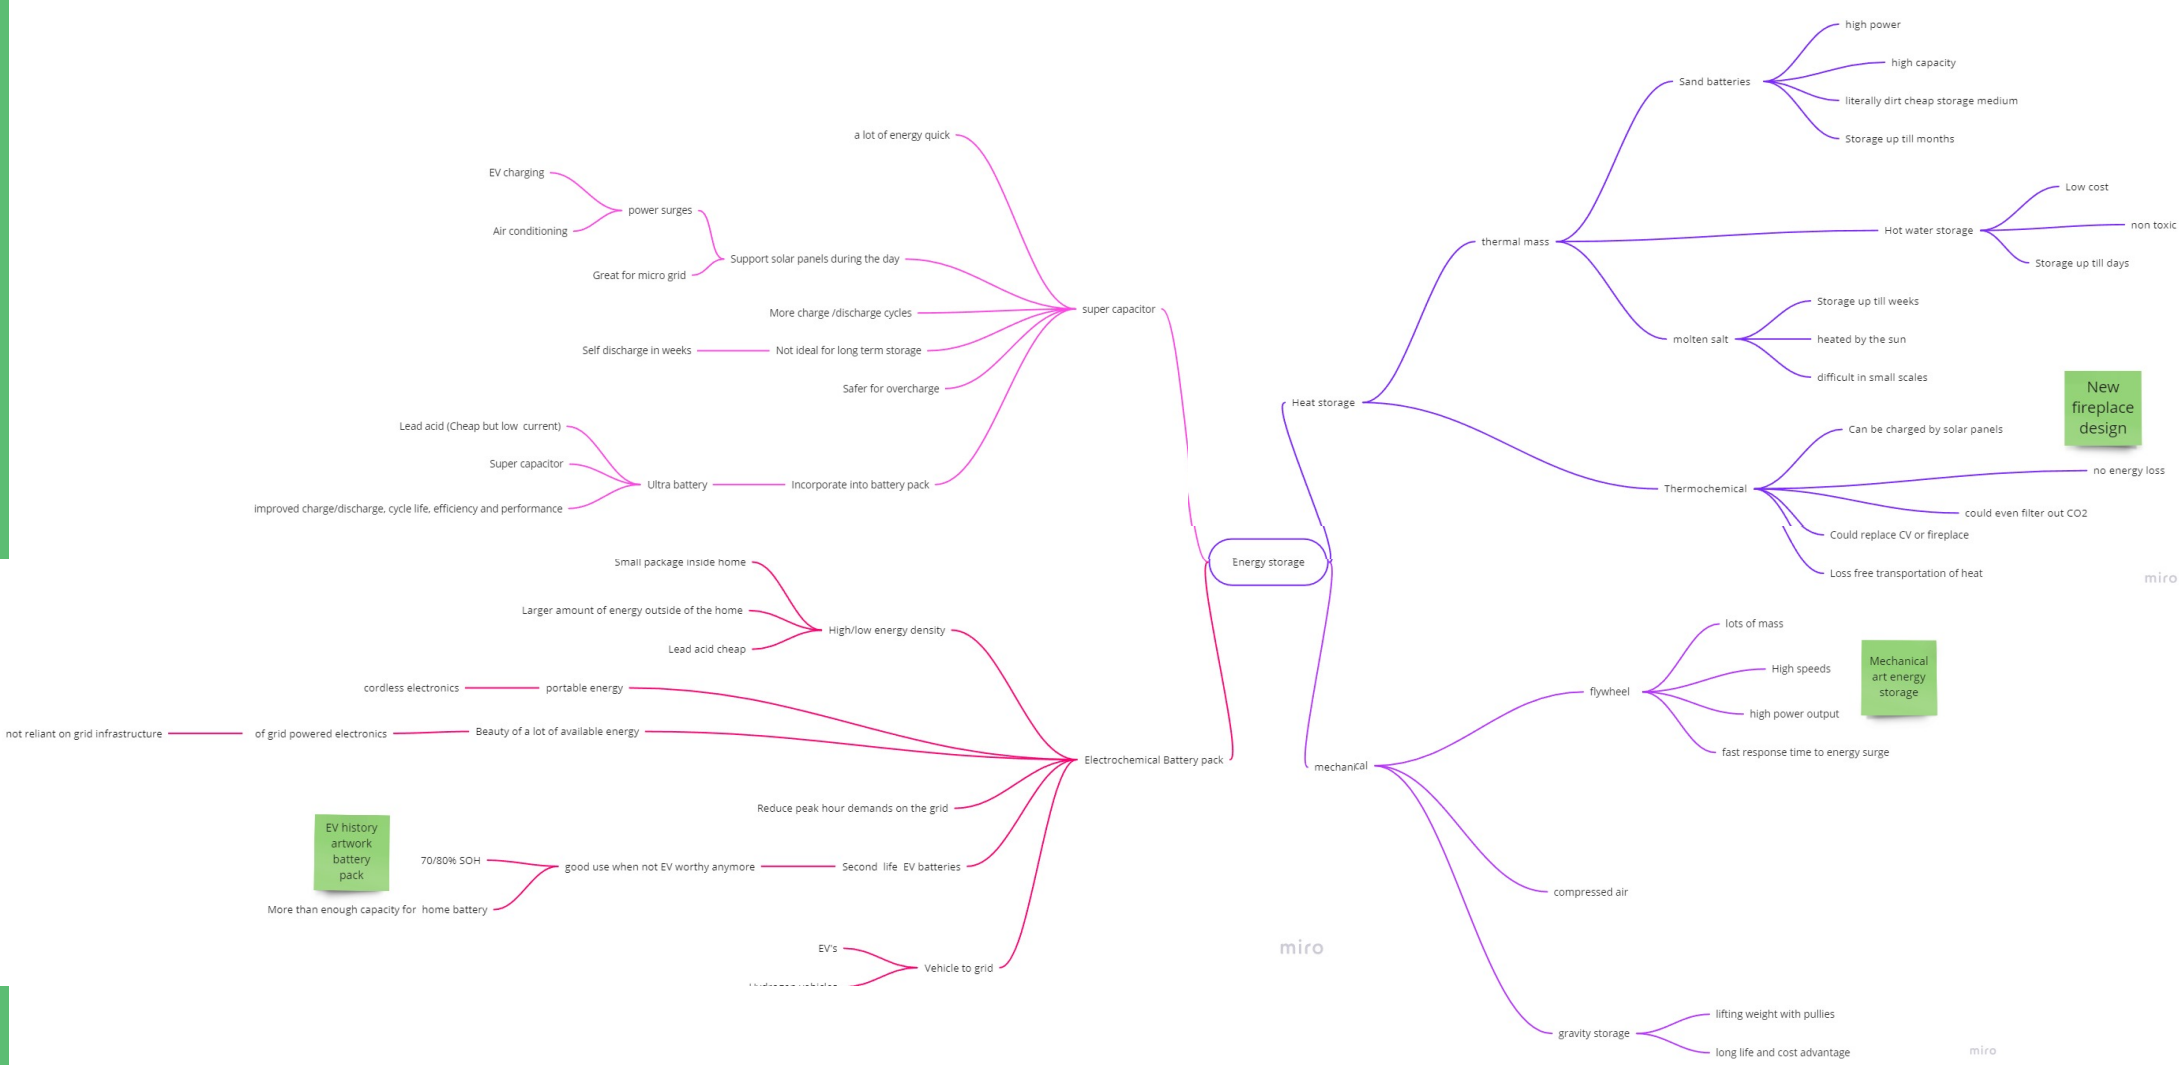 a lot of energy quick
EV charging
power surges
Air conditioning
Support solar panels during the day
Great for micro grid
super capacitor
More charge /discharge cycles
Self discharge in weeks
Not ideal for long term storage
Safer for overcharge
Lead acid (Cheap but low current)
Super capacitor
Ultra battery
Incorporate into battery pack
improved charge/discharge, cycle life, efficiency and performance
Energy storage
Small package inside home
Larger amount of energy outside of the home
High/low energy density
Lead acid cheap
cordless electronics
portable energy
not reliant on grid infrastructure
of grid powered electronics
Beauty of a lot of available energy
Electrochemical Battery pack
Reduce peak hour demands on the grid
EV history
artwork
battery
pack
70/80% SOH
good use when not EV worthy anymore
Second life EV batteries
More than enough capacity for home battery
EV's
Vehicle to grid
Hydrogen vehicles
miro
high power
high capacity
Sand batteries
literally dirt cheap storage medium
Storage up till months
Low cost
thermal mass
Hot water storage
non toxic
Storage up till days
Storage up till weeks
molten salt
heated by the sun
difficult in small scales
Heat storage
New
fireplace
design
Can be charged by solar panels
no energy loss
Thermochemical
could even filter out CO2
Could replace CV or fireplace
Loss free transportation of heat
miro
lots of mass
High speeds
flywheel
high power output
fast response time to energy surge
Mechanical
art energy
storage
mechanical
compressed air
lifting weight with pullies
gravity storage
long life and cost advantage
miro